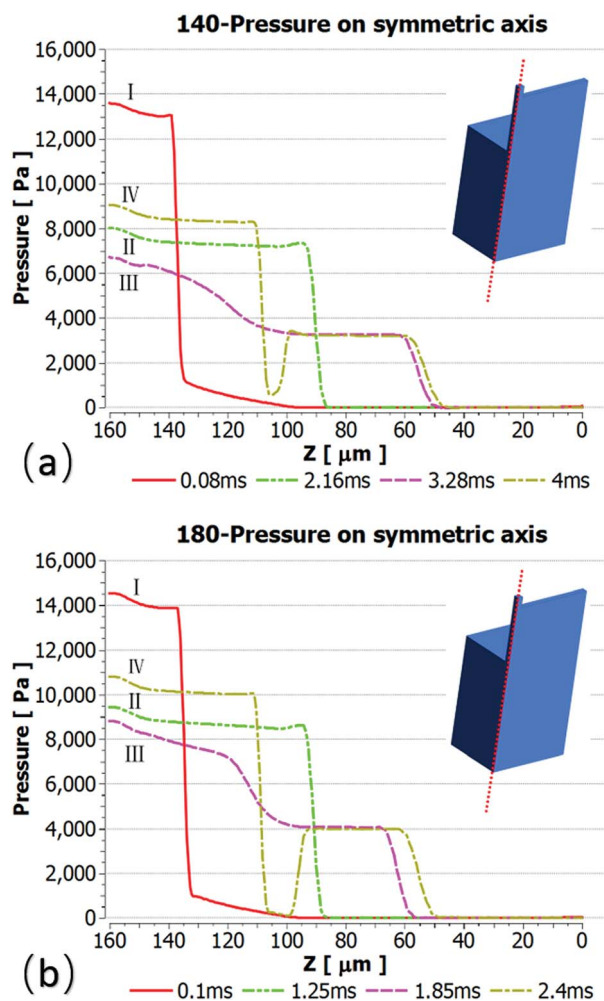 140-Pressure on symmetric axis
16,000
14,000
12,000
10,000
8,000
6,000
4,000
2,000
0
Pressure [ Pa ]
I
IV
II
III
160 140 120 100 80 60 40 20 0
Z [ μm ]
(a)
0.08ms 2.16ms 3.28ms 4ms
180-Pressure on symmetric axis
16,000
14,000
12,000
10,000
8,000
6,000
4,000
2,000
0
Pressure [ Pa ]
I
IV
II
III
160 140 120 100 80 60 40 20 0
Z [ μm ]
(b)
0.1ms 1.25ms 1.85ms 2.4ms